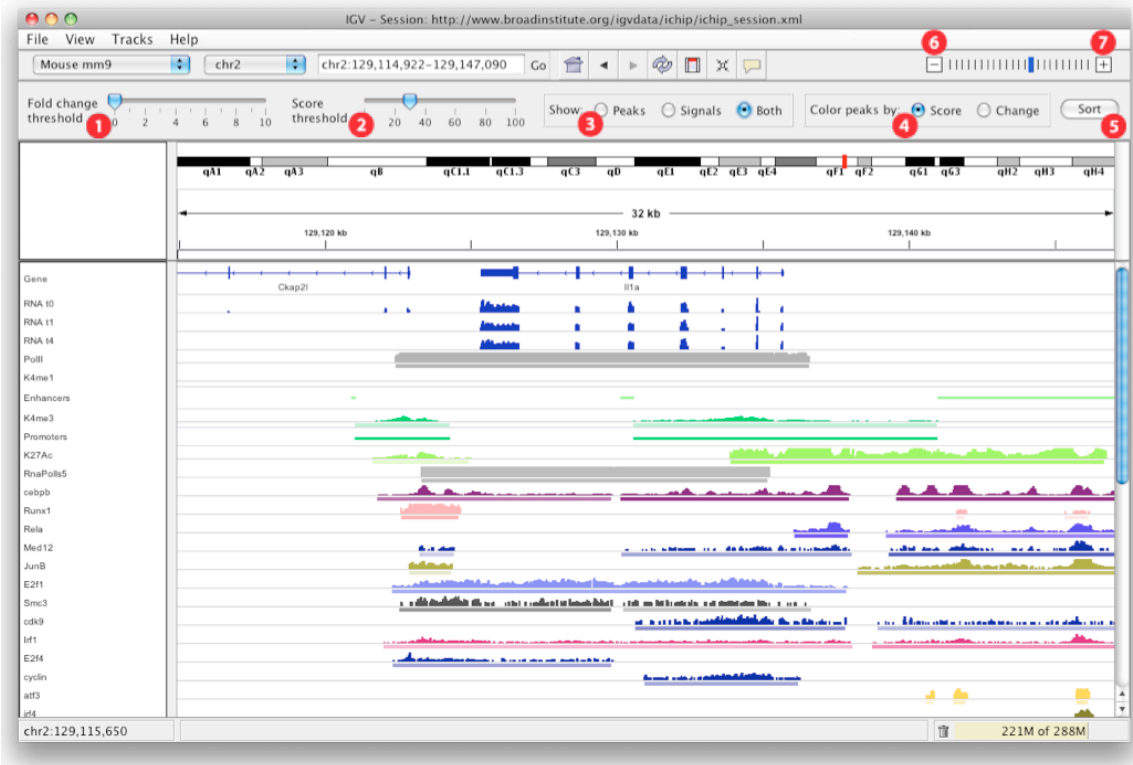 IGV – Session: http://www.broadinstitute.org/igvdata/ichip/ichip_session.xml
File View Tracks Help
6 7
Mouse mm9 chr2 chr2:129,114,922–129,147,090 Go
Fold change threshold 0 2 4 6 8 10 Score threshold 20 40 60 80 100 Show: Peaks Signals Both Color peaks by: Score Change Sort
1 2 3 4 5
qA1 qA2 qA3 qB qC1.1 qC1.3 qC3 qD qE1 qE2 qE3 qE4 qF1 qF2 qG1 qG3 qH2 qH3 qH4
32 kb
129,120 kb 129,130 kb 129,140 kb
Gene
Ckap2l Il1a
RNA t0
RNA t1
RNA t4
PolII
K4me1
Enhancers
K4me3
Promoters
K27Ac
RnaPolls5
cebpb
Runx1
Rela
Med12
JunB
E2f1
Smc3
cdk9
Irf1
E2f4
cyclin
atf3
irf4
chr2:129,115,650 221M of 288M